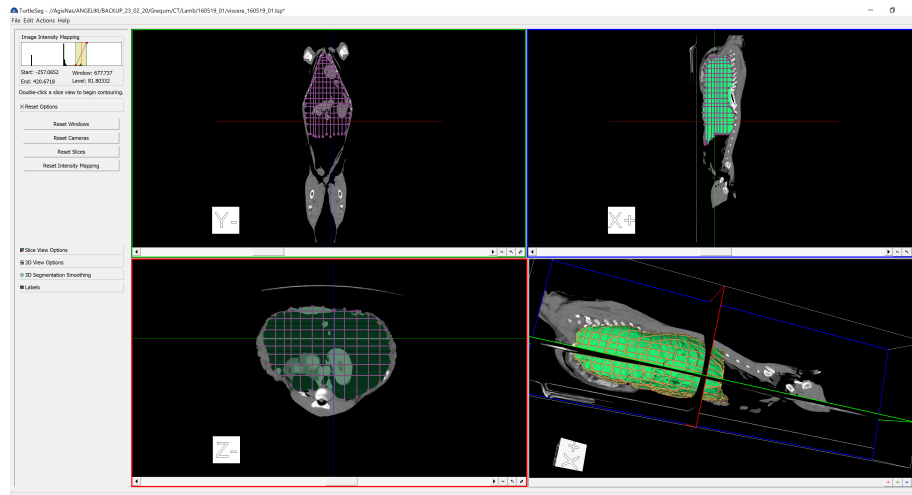 TurtleSeg - //AgisNas/ANGELIKI/BACKUP_23_02_20/Grequm/CT/Lamb/160519_01/viscera_160519_01.tsp*
File Edit Actions Help
Image Intensity Mapping
Start: -257.0652 Window: 677.737
End: 420.6718 Level: 81.80332
Double-click a slice view to begin contouring.
Reset Options
Reset Windows
Reset Cameras
Reset Slices
Reset Intensity Mapping
Slice View Options
3D View Options
3D Segmentation Smoothing
Labels
Y-
X+
Z-
X+